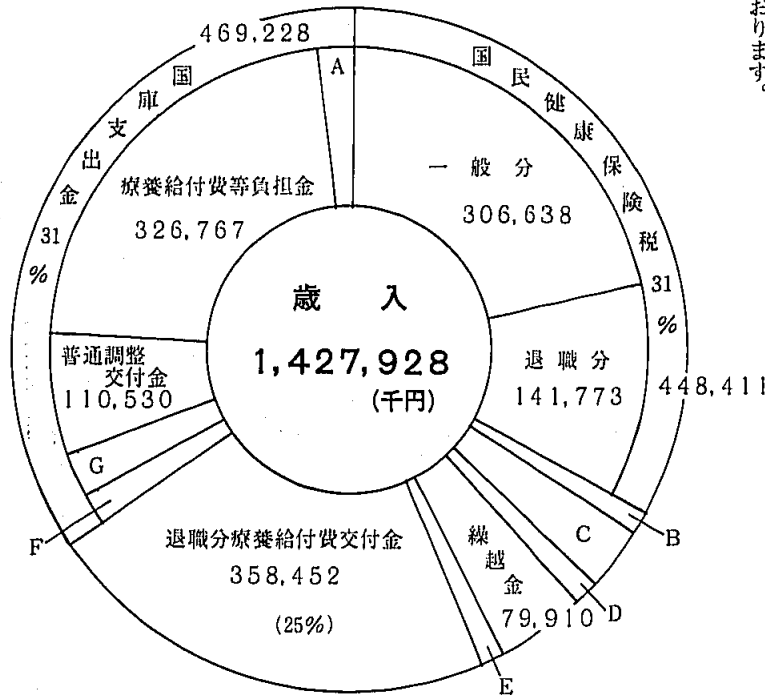 おります。
469,228
国庫支出金 31%
国民健康保険税 31%
448,411
A
一般分
306,638
療養給付費等負担金
326,767
歳入
1,427,928
(千円)
普通調整
交付金
110,530
退職分
141,773
G
F
退職分療養給付費交付金
358,452
(25%)
繰越金
79,910
C
B
D
E